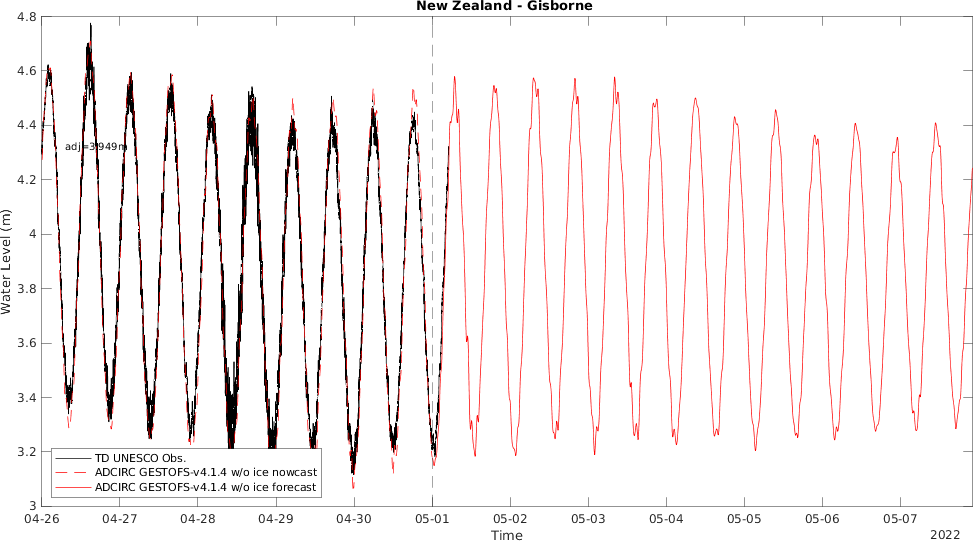 New Zealand - Gisborne
4.8
4.6
4.4
4.2
4
3.8
3.6
3.4
3.2
3
Water Level (m)
adj=3.949m
TD UNESCO Obs.
ADCIRC GESTOFS-v4.1.4 w/o ice nowcast
ADCIRC GESTOFS-v4.1.4 w/o ice forecast
04-26 04-27 04-28 04-29 04-30 05-01 05-02 05-03 05-04 05-05 05-06 05-07
Time
2022